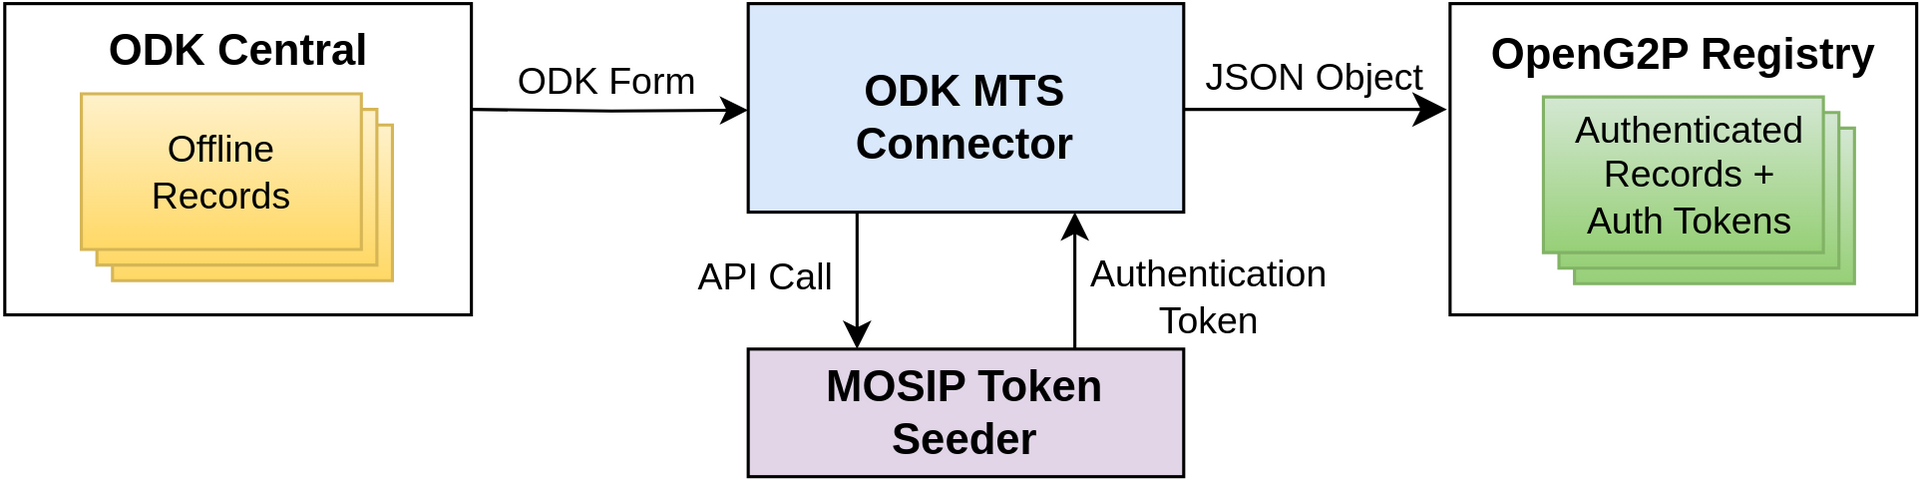 ODK Central
Offline
Records
ODK Form
ODK MTS
Connector
JSON Object
OpenG2P Registry
Authenticated
Records +
Auth Tokens
API Call
Authentication
Token
MOSIP Token
Seeder